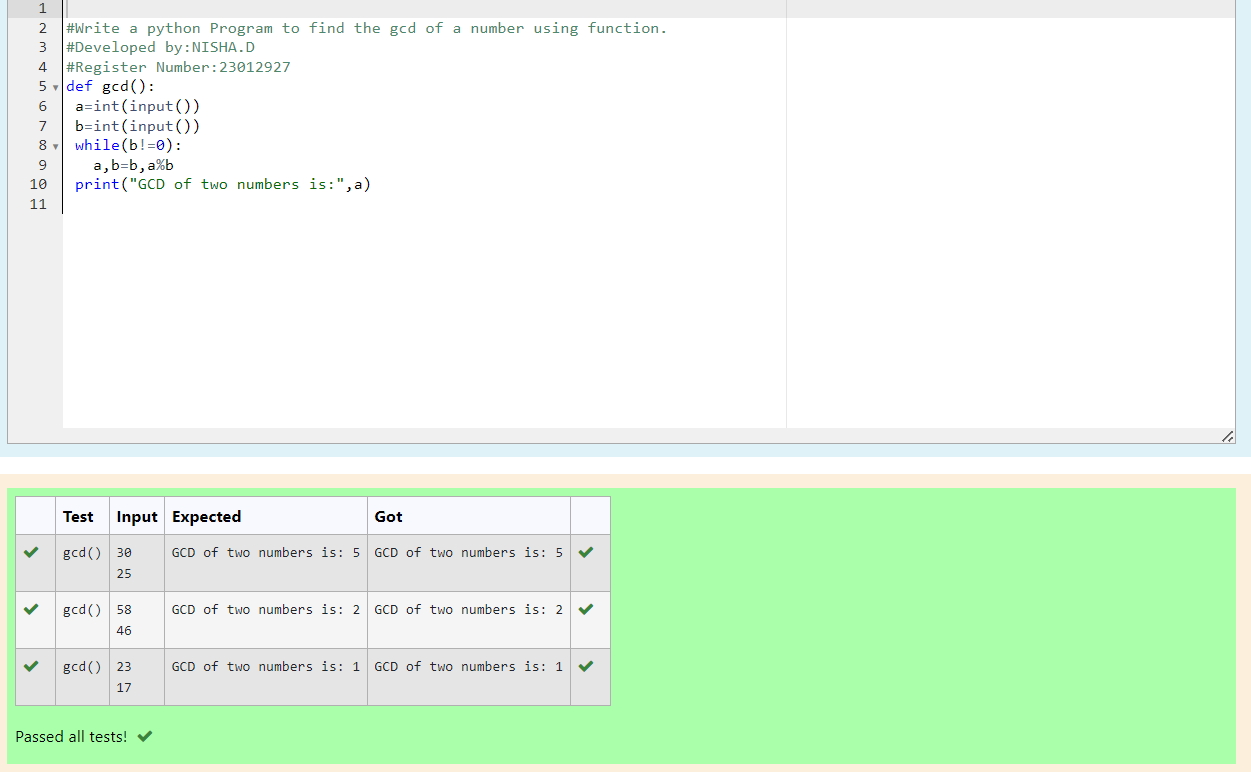 1
2 #Write a python Program to find the gcd of a number using function.
3 #Developed by:NISHA.D
4 #Register Number:23012927
5 def gcd():
6 a=int(input())
7 b=int(input())
8 while(b!=0):
9 a,b=b,a%b
10 print("GCD of two numbers is:",a)
11
Test Input Expected Got
gcd() 30 GCD of two numbers is: 5 GCD of two numbers is: 5
25
gcd() 58 GCD of two numbers is: 2 GCD of two numbers is: 2
46
gcd() 23 GCD of two numbers is: 1 GCD of two numbers is: 1
17
Passed all tests!